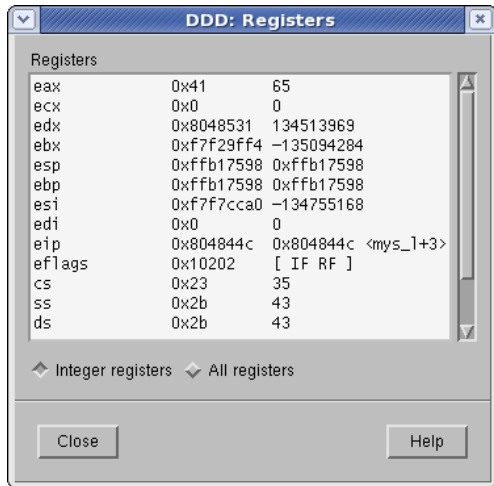 DDD: Registers
Registers
eax 0x41 65
ecx 0x0 0
edx 0x8048531 134513969
ebx 0xf7f29ff4 -135094284
esp 0xffb17598 0xffb17598
ebp 0xffb17598 0xffb17598
esi 0xf7f7cca0 -134755168
edi 0x0 0
eip 0x804844c 0x804844c <mys_l+3>
eflags 0x10202 [ IF RF ]
cs 0x23 35
ss 0x2b 43
ds 0x2b 43
Integer registers All registers
Close Help